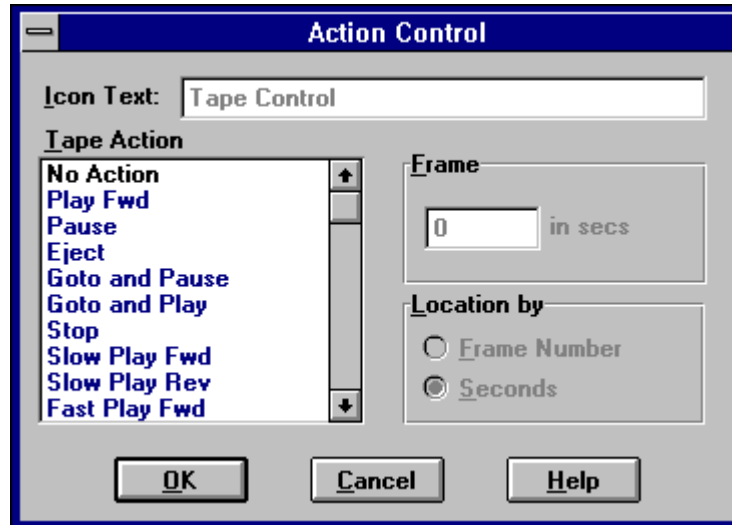 Action Control
Icon Text: Tape Control
Tape Action
No Action
Play Fwd
Pause
Eject
Goto and Pause
Goto and Play
Stop
Slow Play Fwd
Slow Play Rev
Fast Play Fwd
Frame
0 in secs
Location by
Frame Number
Seconds
OK Cancel Help